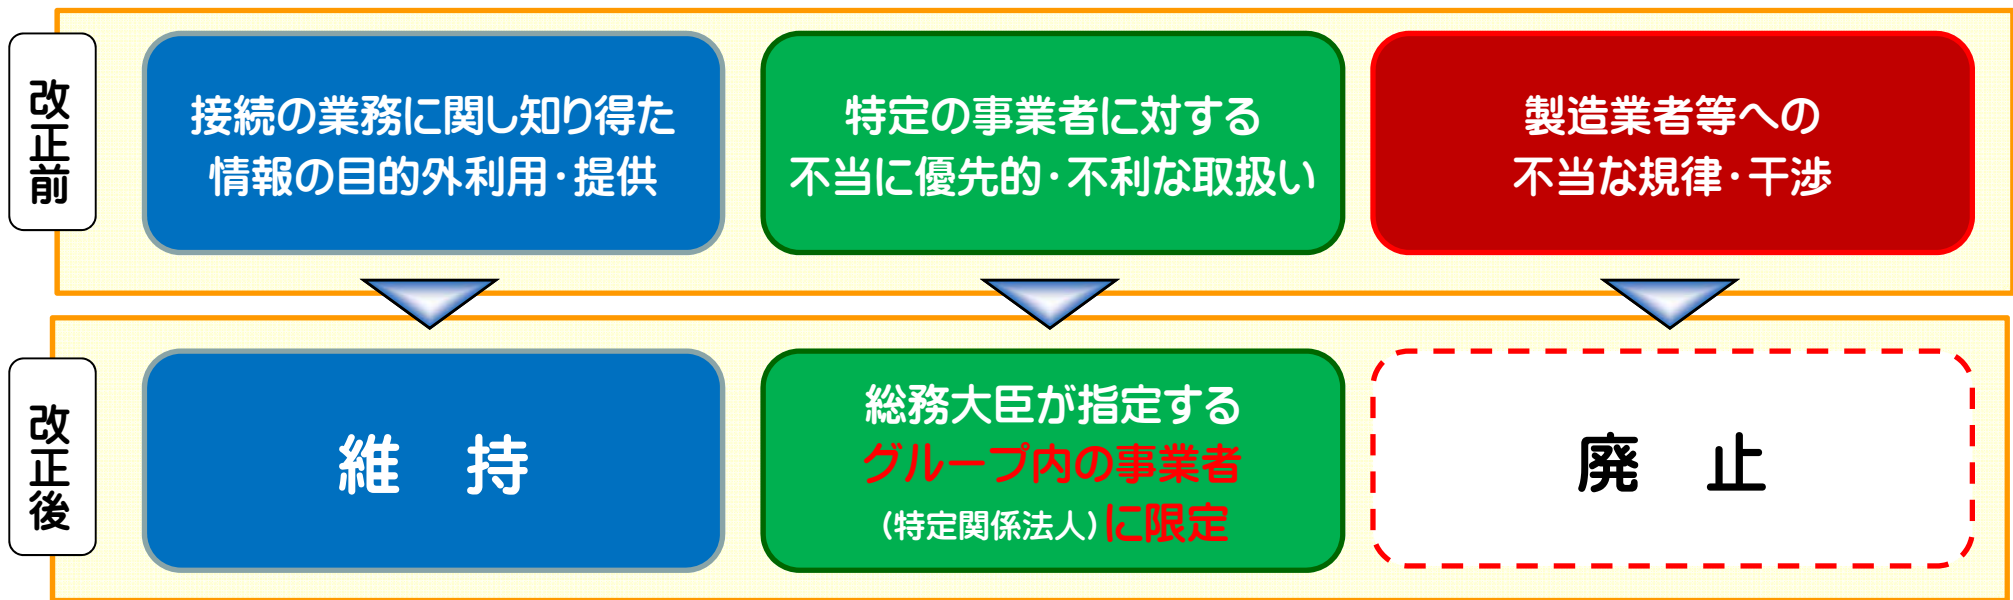 改正前
接続の業務に関し知り得た
情報の目的外利用・提供
特定の事業者に対する
不当に優先的・不利な取扱い
製造業者等への
不当な規律・干渉
改正後
維　持
総務大臣が指定する
グループ内の事業者
(特定関係法人)に限定
廃　止